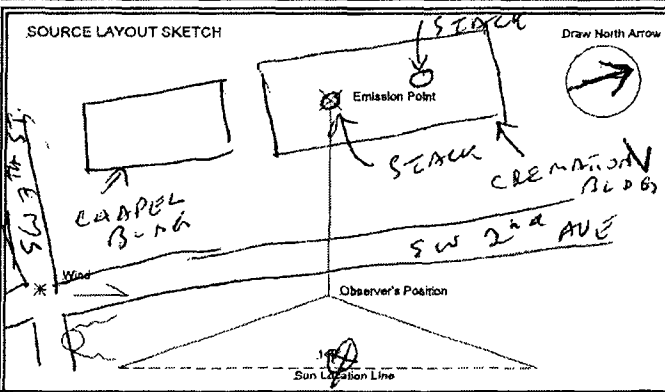 SOURCE LAYOUT SKETCH
STACK
Draw North Arrow
Emission Point
STACK
CREMATION
BLDG
CHAPEL
BLDG
SW 2nd AVE
Wind
Observer's Position
Sun Location Line